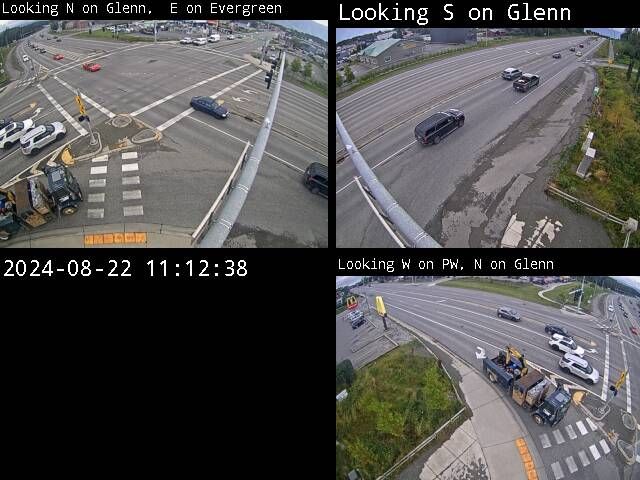 Looking N on Glenn, E on Evergreen
Looking S on Glenn
2024-08-22 11:12:38
Looking W on PW, N on Glenn